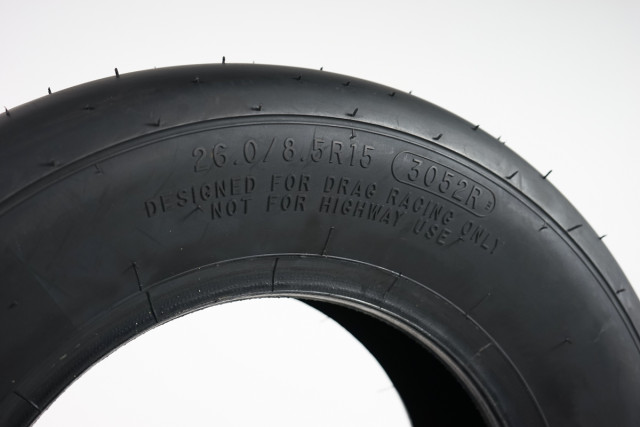 26.0/8.5R15 3052R
DESIGNED FOR DRAG RACING ONLY
NOT FOR HIGHWAY USE